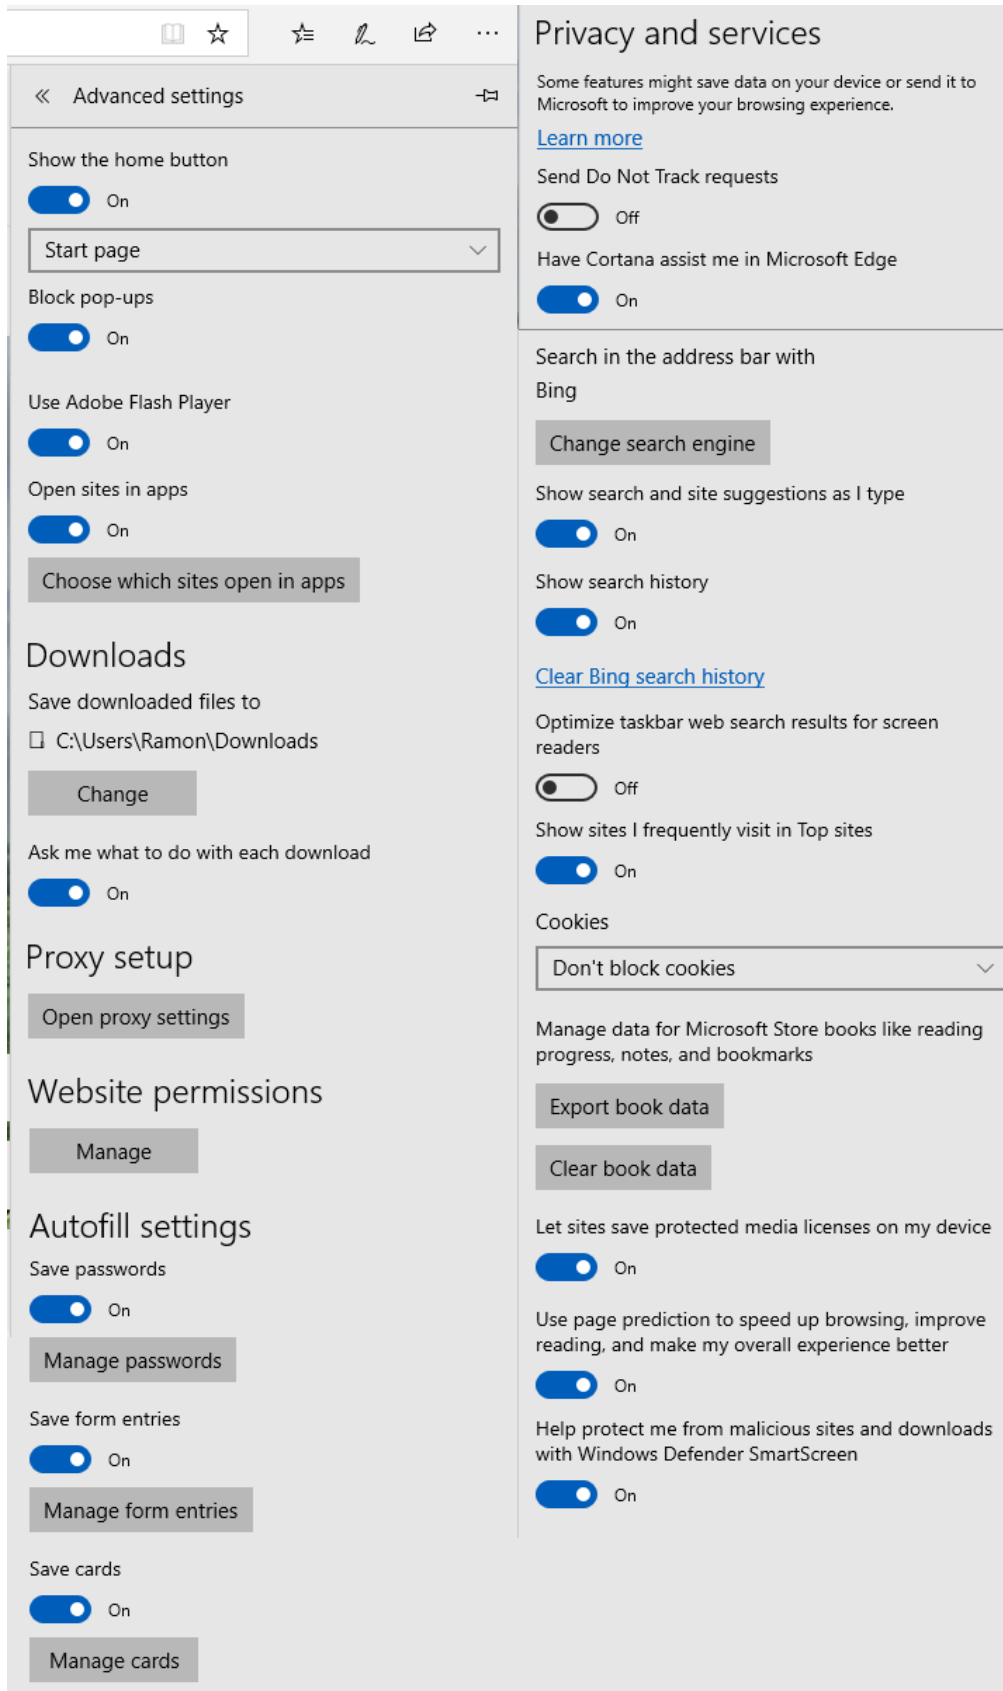 Advanced settings
Show the home button
On
Start page
Block pop-ups
On
Use Adobe Flash Player
On
Open sites in apps
On
Choose which sites open in apps
Downloads
Save downloaded files to
C:\Users\Ramon\Downloads
Change
Ask me what to do with each download
On
Proxy setup
Open proxy settings
Website permissions
Manage
Autofill settings
Save passwords
On
Manage passwords
Save form entries
On
Manage form entries
Save cards
On
Manage cards
Privacy and services
Some features might save data on your device or send it to
Microsoft to improve your browsing experience.
Learn more
Send Do Not Track requests
Off
Have Cortana assist me in Microsoft Edge
On
Search in the address bar with
Bing
Change search engine
Show search and site suggestions as I type
On
Show search history
On
Clear Bing search history
Optimize taskbar web search results for screen
readers
Off
Show sites I frequently visit in Top sites
On
Cookies
Don't block cookies
Manage data for Microsoft Store books like reading
progress, notes, and bookmarks
Export book data
Clear book data
Let sites save protected media licenses on my device
On
Use page prediction to speed up browsing, improve
reading, and make my overall experience better
On
Help protect me from malicious sites and downloads
with Windows Defender SmartScreen
On